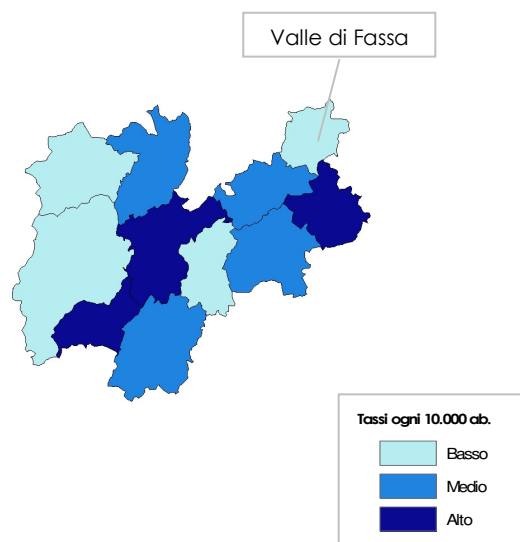 Valle di Fassa
Tassi ogni 10.000 ab.
Basso
Medio
Alto